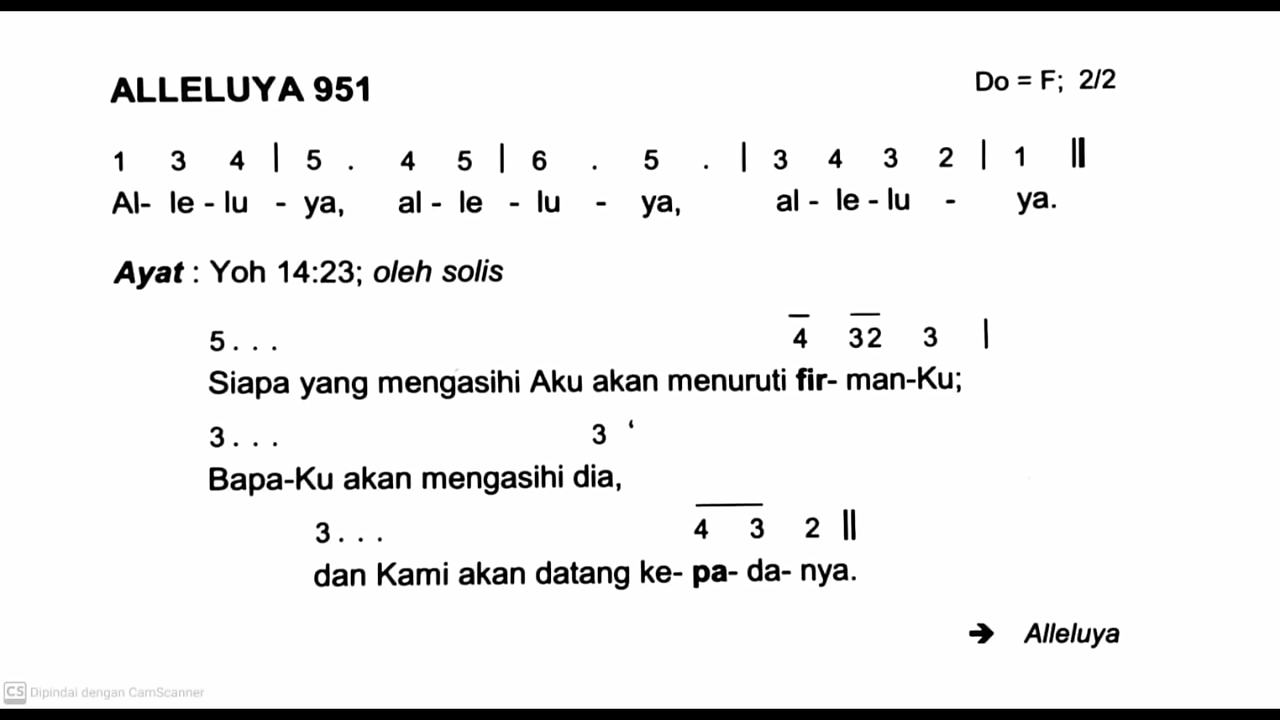 ALLELUYA 951 Do = F; 2/2
1 3 4 | 5 . 4 5 | 6 . 5 . | 3 4 3 2 | 1 ||
Al- le - lu - ya, al - le - lu - ya, al - le - lu - ya.
Ayat : Yoh 14:23; oleh solis
5 . . . 4 32 3 |
Siapa yang mengasihi Aku akan menuruti fir- man-Ku;
3 . . . 3 ‘
Bapa-Ku akan mengasihi dia,
3 . . . 4 3 2 ||
dan Kami akan datang ke- pa- da- nya.
→ Alleluya
CS Dipindai dengan CamScanner